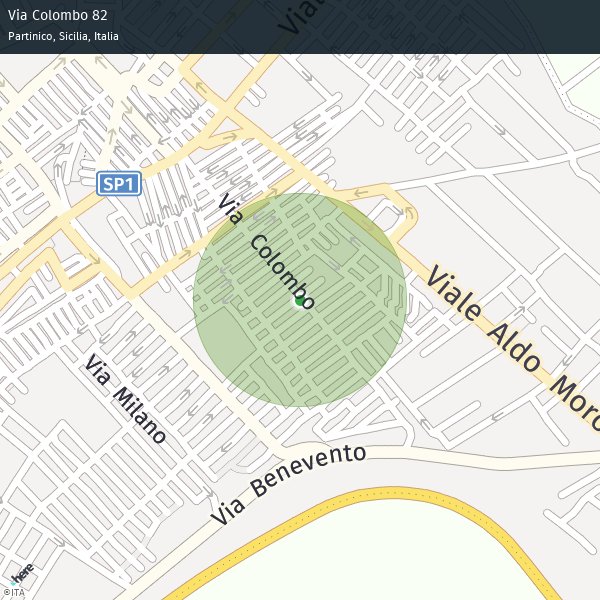 Via Colombo 82
Partinico, Sicilia, Italia
Viale
SP1
Via Colombo
Viale Aldo Moro
Via Milano
Via Benevento
here
©ITA